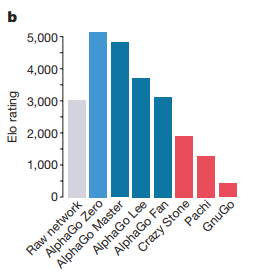 b
Elo rating
5,000
4,000
3,000
2,000
1,000
0
Raw network
AlphaGo Zero
AlphaGo Master
AlphaGo Lee
AlphaGo Fan
Crazy Stone
Pachi
GnuGo